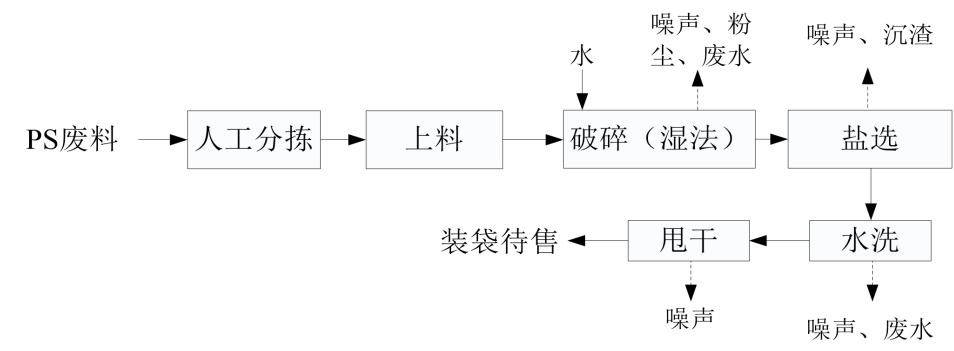 噪声、粉
尘、废水
噪声、沉渣
水
PS废料
人工分拣
上料
破碎（湿法）
盐选
装袋待售
甩干
水洗
噪声
噪声、废水